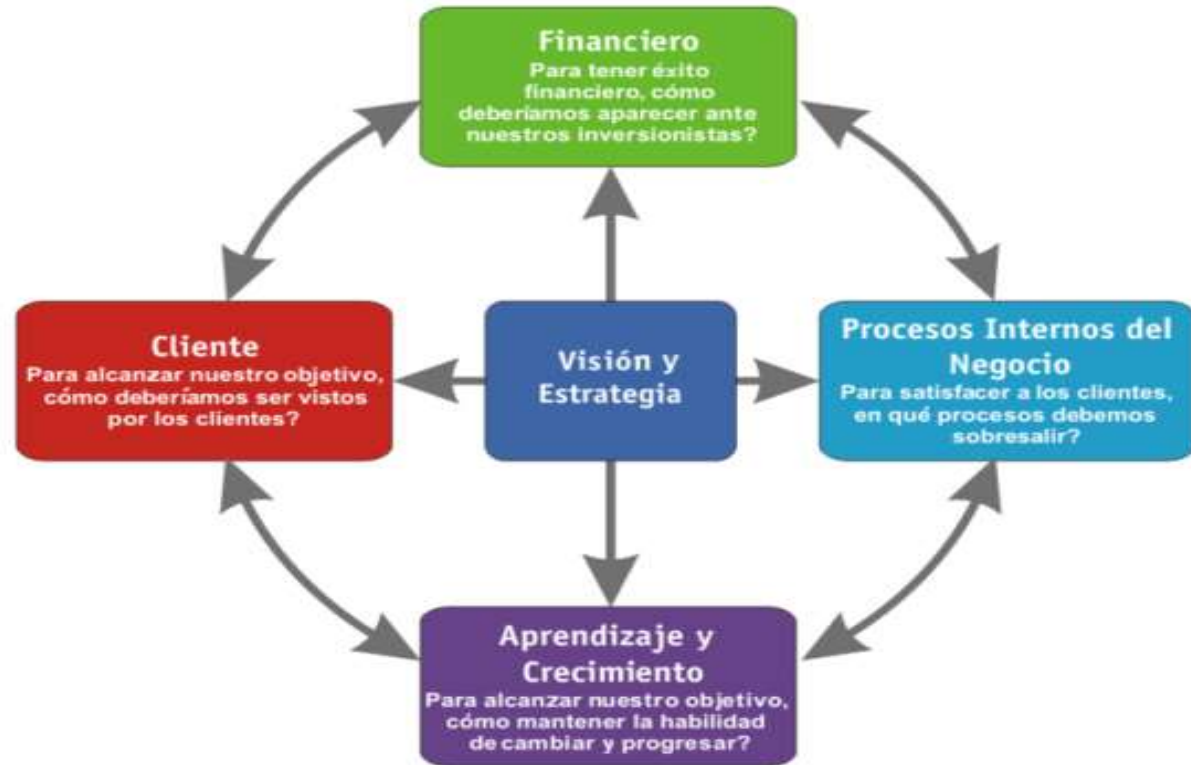 Financiero
Para tener éxito
financiero, cómo
deberíamos aparecer ante
nuestros inversionistas?
Cliente
Para alcanzar nuestro objetivo,
cómo deberíamos ser vistos
por los clientes?
Visión y
Estrategia
Procesos Internos del
Negocio
Para satisfacer a los clientes,
en qué procesos debemos
sobresalir?
Aprendizaje y
Crecimiento
Para alcanzar nuestro objetivo,
cómo mantener la habilidad
de cambiar y progresar?